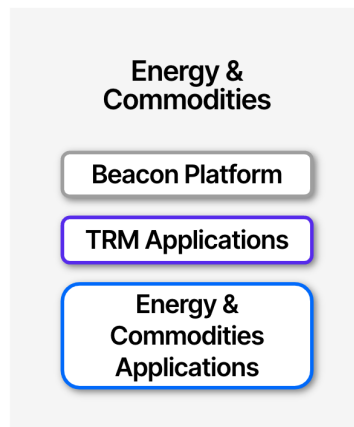 Energy &
Commodities
Beacon Platform
TRM Applications
Energy &
Commodities
Applications